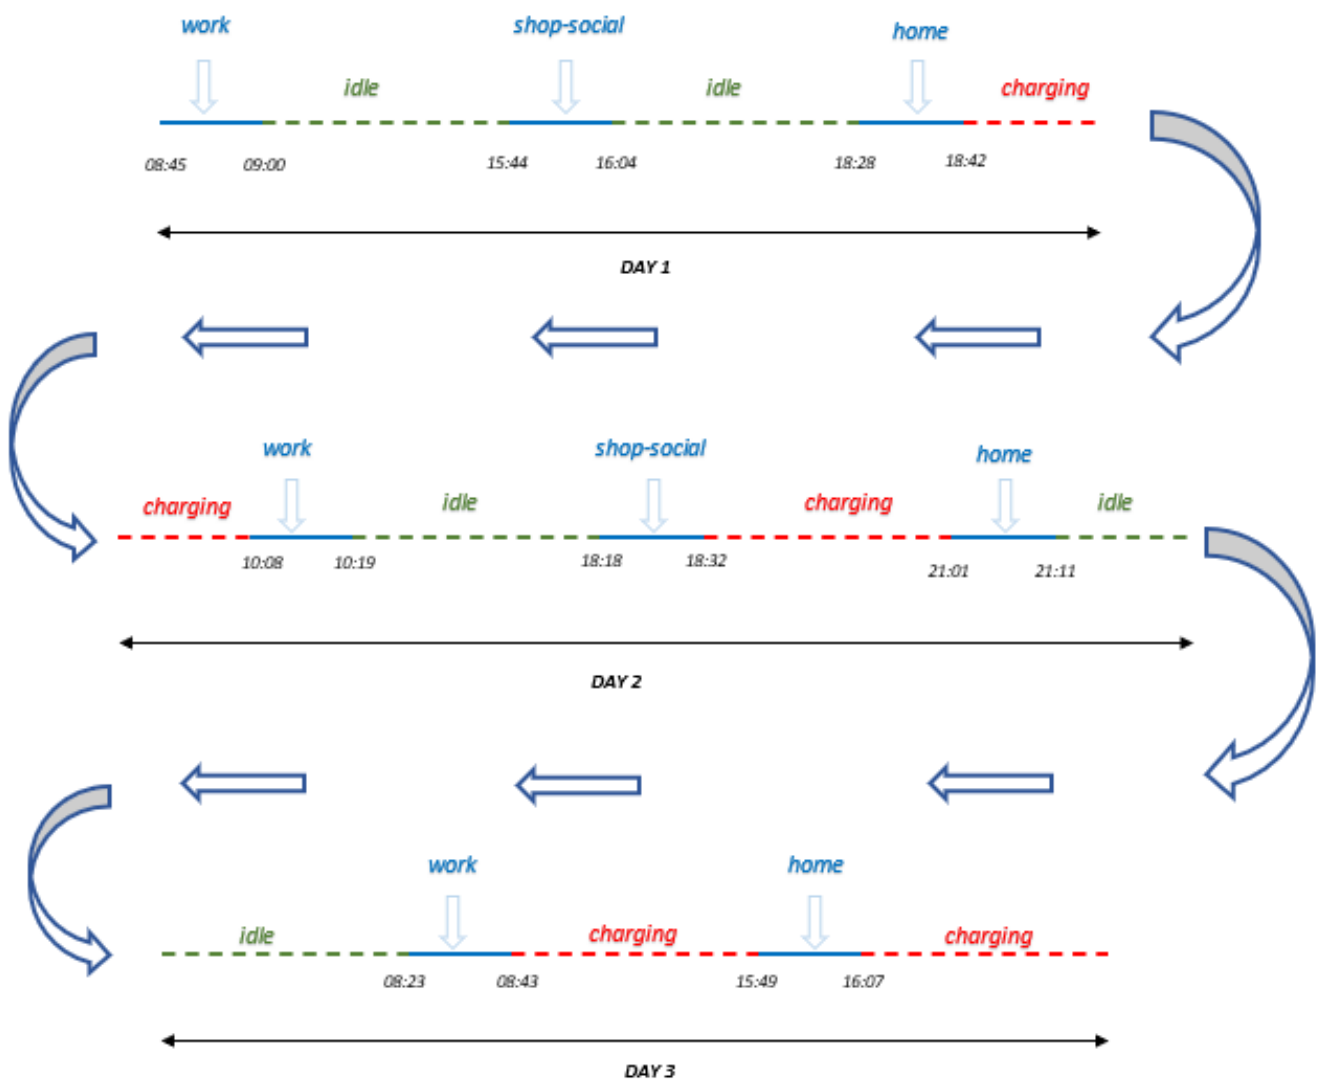 work shop-social home
idle idle charging
08:45 09:00 15:44 16:04 18:28 18:42
DAY 1
work shop-social home
charging idle charging idle
10:08 10:19 18:18 18:32 21:01 21:11
DAY 2
work home
idle charging charging
08:23 08:43 15:49 16:07
DAY 3